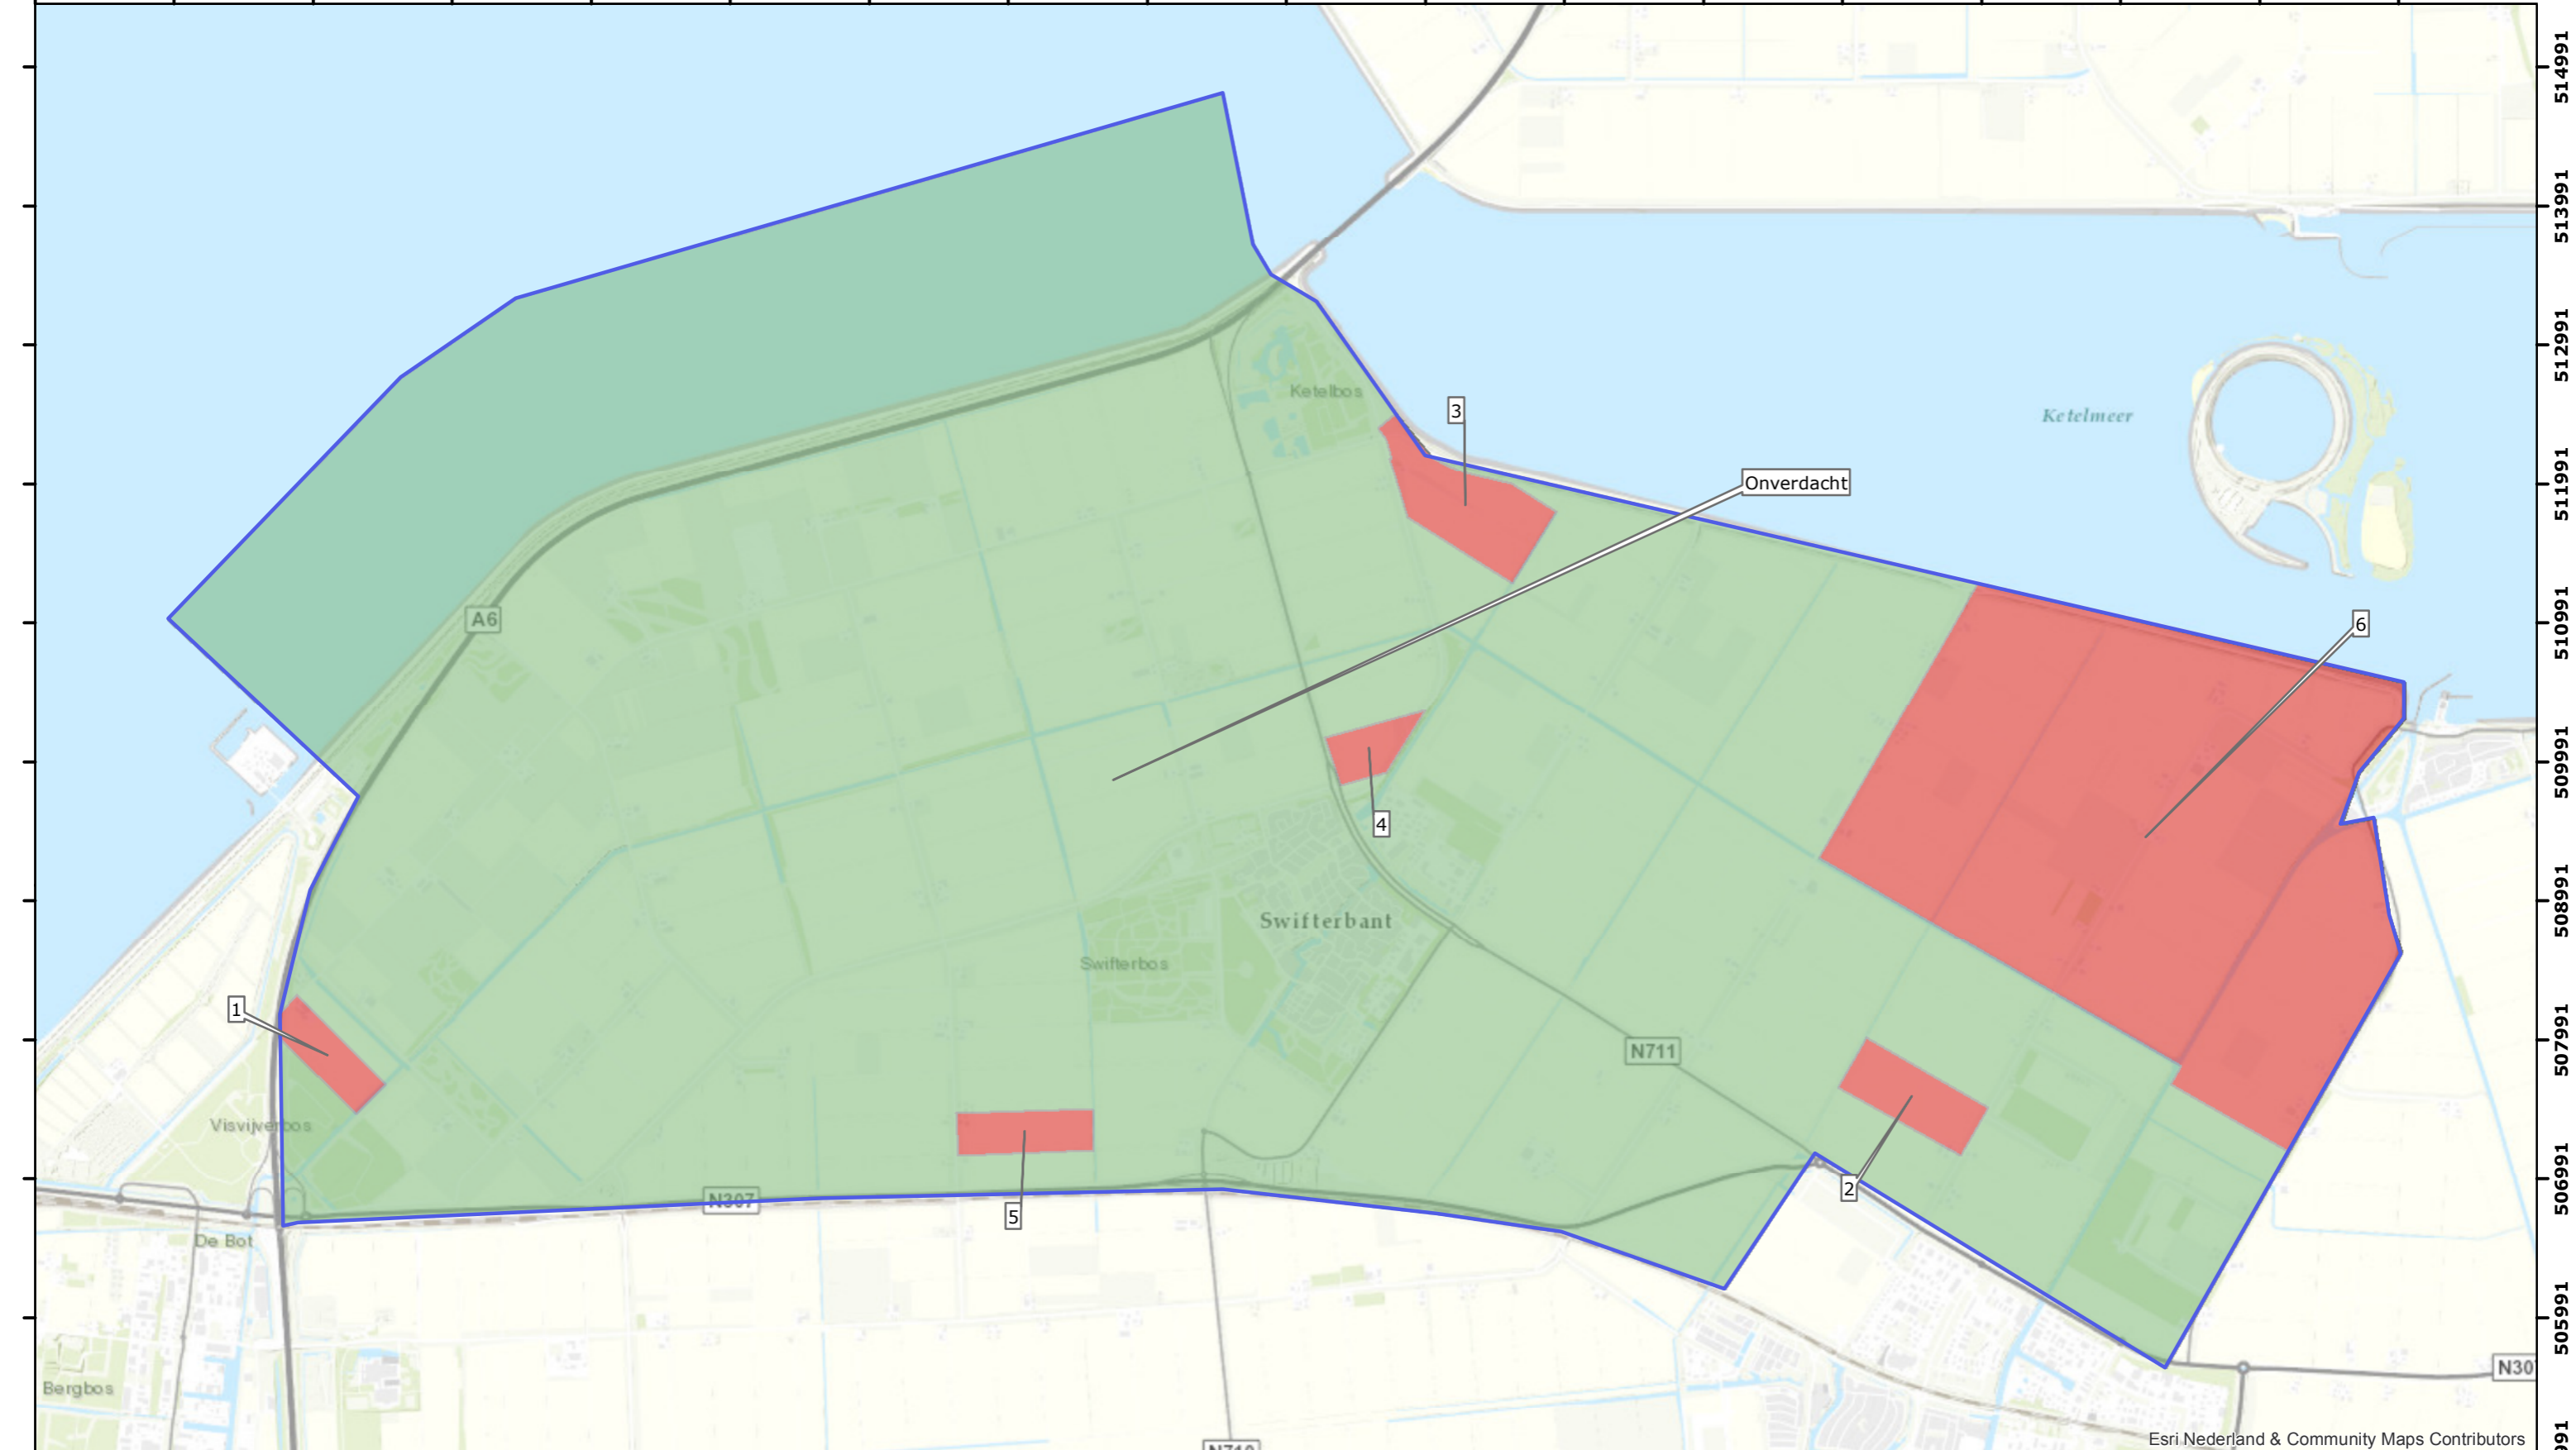 514991
513991
512991
Ketelbos
3
Ketelmeer
Onverdacht
511991
A6
6
510991
4
509991
Swifterbant
508991
Swifterbos
1
N711
507991
Visvijverbos
2
N307
5
506991
De Bot
505991
N30
Bergbos
Esri Nederland & Community Maps Contributors